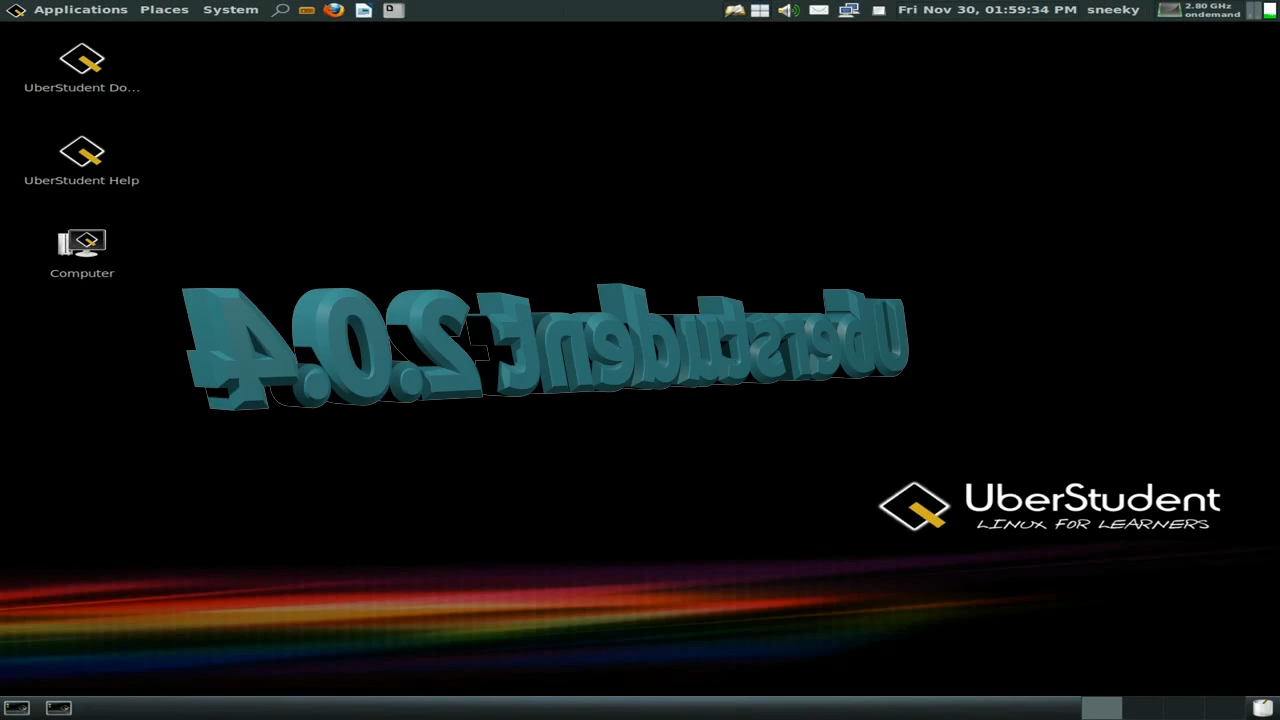 Applications Places System
Fri Nov 30, 01:59:34 PM sneeky
2.80 GHz
ondemand
UberStudent Do...
UberStudent Help
Computer
Uberstudent 2.0.4
UberStudent
LINUX FOR LEARNERS